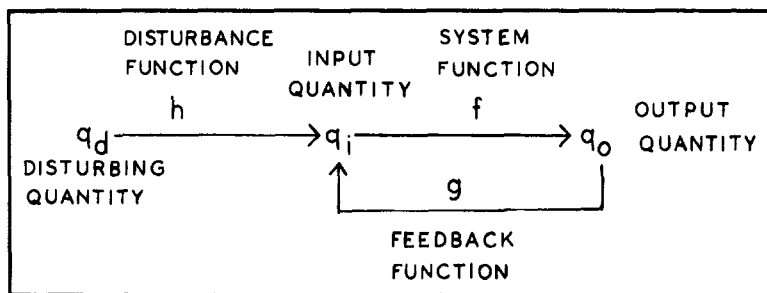 DISTURBANCE FUNCTION
h
INPUT QUANTITY
SYSTEM FUNCTION
f
q_d
DISTURBING QUANTITY
q_i
q_o
OUTPUT QUANTITY
g
FEEDBACK FUNCTION